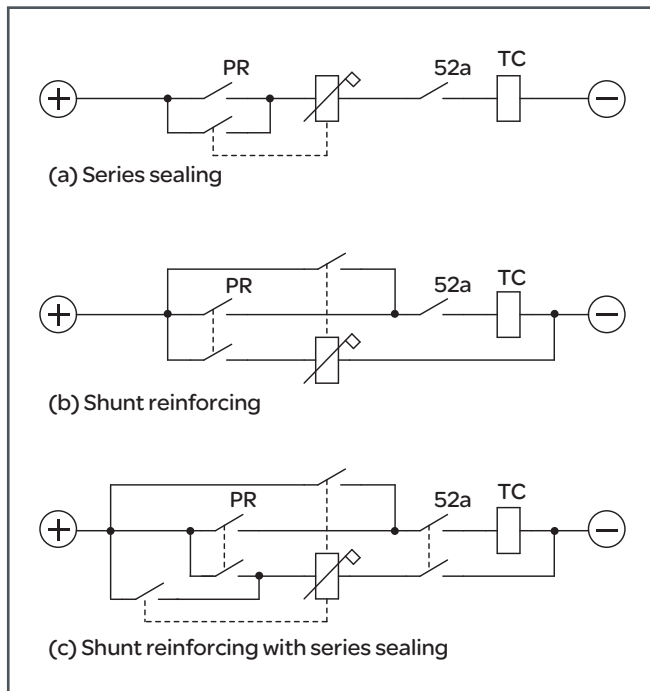 PR 52a TC
+ −
(a) Series sealing
PR 52a TC
+ −
(b) Shunt reinforcing
PR 52a TC
+ −
(c) Shunt reinforcing with series sealing